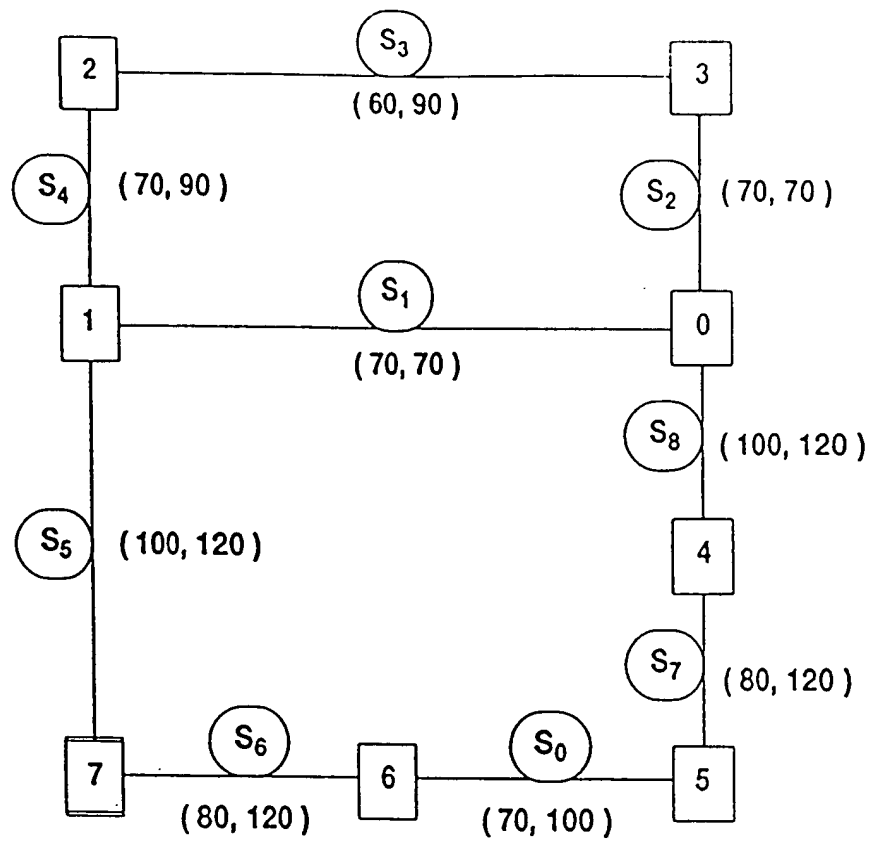 S3
2
3
(60, 90)
S4
(70, 90)
S2
(70, 70)
S1
1
0
(70, 70)
S8
(100, 120)
S5
(100, 120)
4
S7
(80, 120)
S6
S0
7
6
5
(80, 120)
(70, 100)